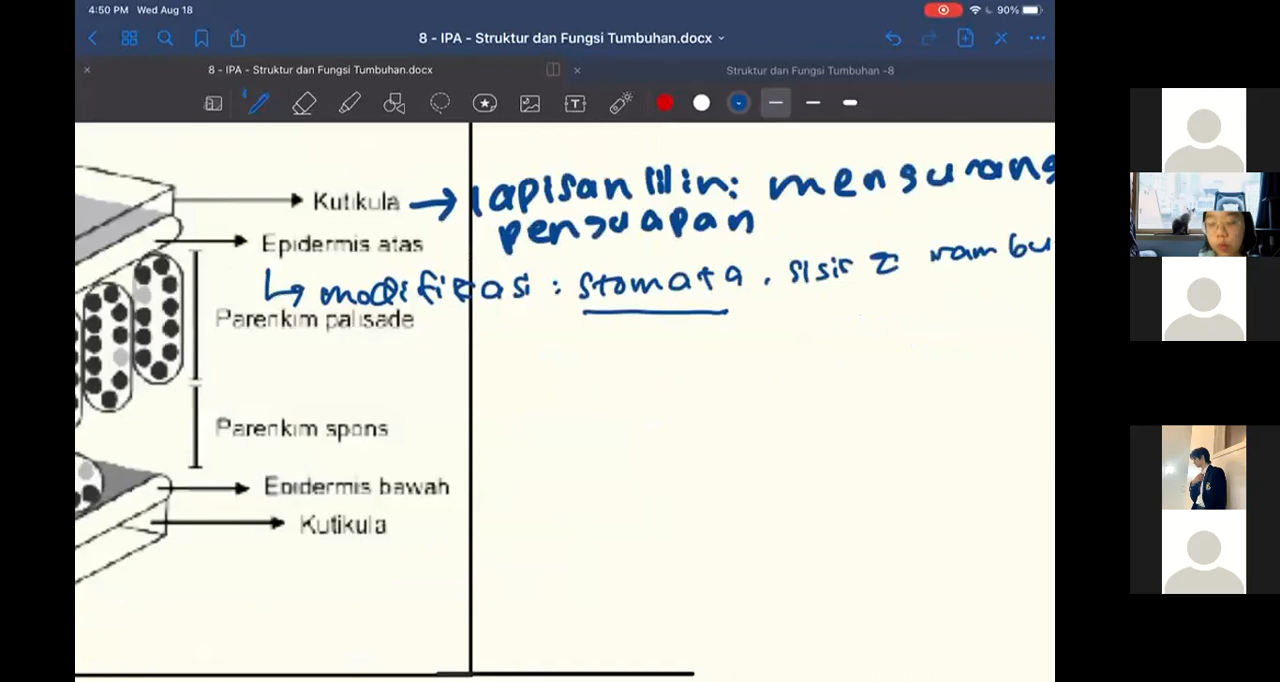 4:50 PM Wed Aug 18
90%
8 - IPA - Struktur dan Fungsi Tumbuhan.docx
8 - IPA - Struktur dan Fungsi Tumbuhan.docx
Struktur dan Fungsi Tumbuhan -8
Kutikula → lapisan lilin: mengurang
penguapan
Epidermis atas
↳ modifikasi : stomata, sisir 2 rambu
Parenkim palisade
Parenkim spons
Epidermis bawah
Kutikula